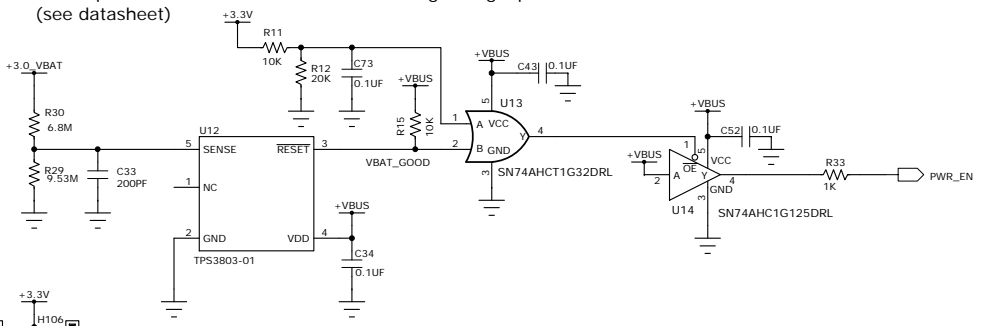 (see datasheet)
+3.3V
R11
10K
R12
20K
C73
0.1UF
+3.0_VBAT
R30
6.8M
R29
9.53M
C33
200PF
U12
5
SENSE
RESET
3
1
NC
2
GND
VDD
4
TPS3803-01
+VBUS
R15
10K
VBAT_GOOD
+VBUS
C34
0.1UF
+VBUS
C43
0.1UF
5
U13
1
A
VCC
Y
4
2
B
GND
3
SN74AHCT1G32DRL
+VBUS
C52
0.1UF
+VBUS
1
5
OE
VCC
2
A
Y
4
GND
3
U14
SN74AHC1G125DRL
R33
1K
PWR_EN
+3.3V
H106